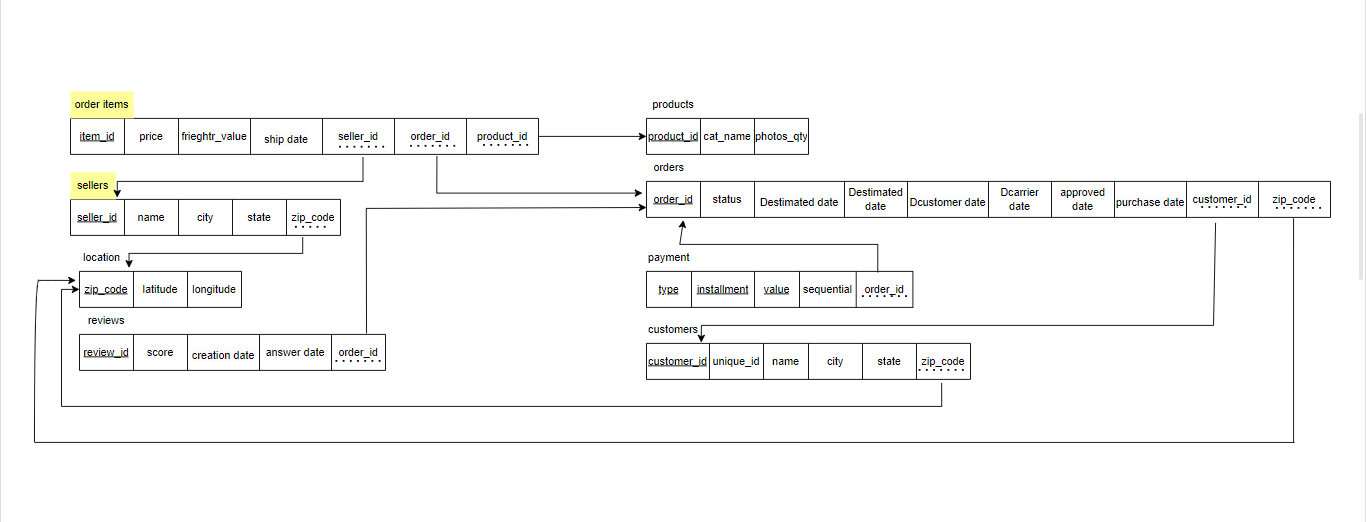 order items
item_id price frieghtr_value ship date seller_id order_id product_id
products
product_id cat_name photos_qty
orders
order_id status Destimated date Destimated date Dcustomer date Dcarrier date approved date purchase date customer_id zip_code
sellers
seller_id name city state zip_code
location
zip_code latitude longitude
payment
type installment value sequential order_id
reviews
review_id score creation date answer date order_id
customers
customer_id unique_id name city state zip_code